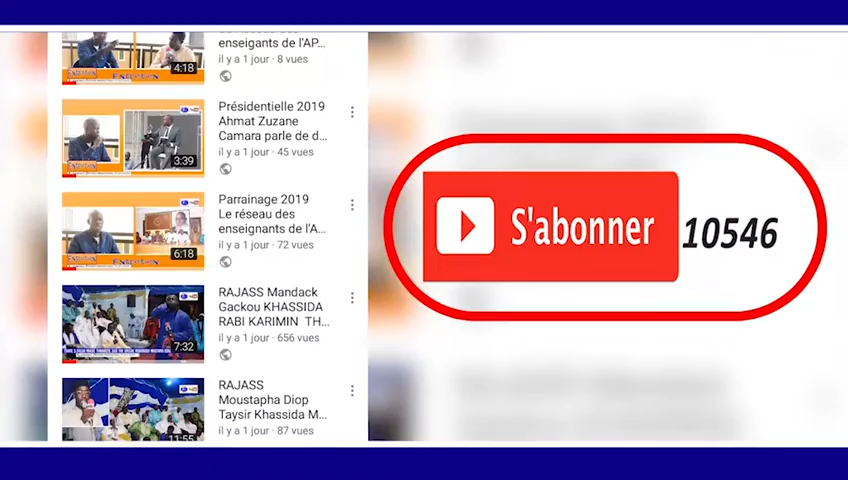 enseigants de l'AP...
il y a 1 jour · 8 vues
4:18
Présidentielle 2019
Ahmat Zuzane
Camara parle de d...
il y a 1 jour · 45 vues
3:39
Parrainage 2019
Le réseau des
enseignants de l'A...
il y a 1 jour · 72 vues
6:18
RAJASS Mandack
Gackou KHASSIDA
RABI KARIMIN TH...
il y a 1 jour · 656 vues
7:32
RAJASS
Moustapha Diop
Taysir Khassida M...
il y a 1 jour · 87 vues
11:55
S'abonner 10546